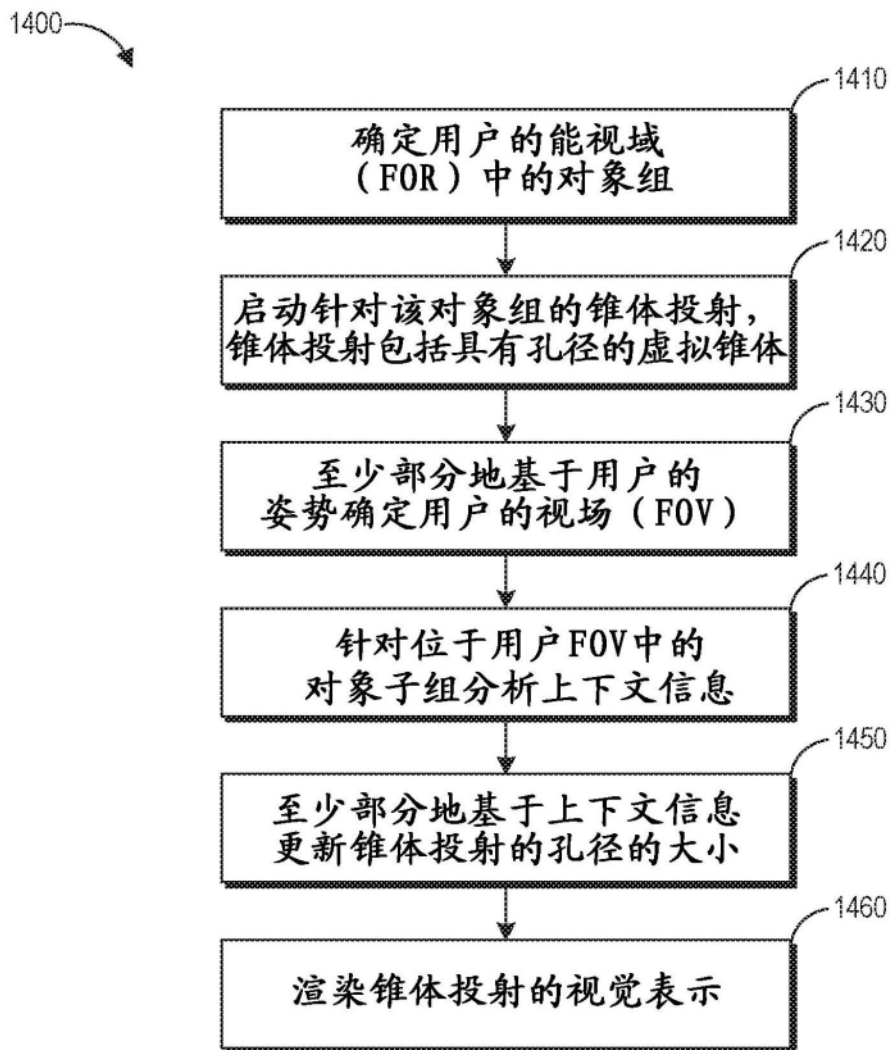 1400
1410
确定用户的能视域
（FOR）中的对象组
1420
启动针对该对象组的锥体投射，
锥体投射包括具有孔径的虚拟锥体
1430
至少部分地基于用户的
姿势确定用户的视场（FOV）
1440
针对位于用户FOV中的
对象子组分析上下文信息
1450
至少部分地基于上下文信息
更新锥体投射的孔径的大小
1460
渲染锥体投射的视觉表示